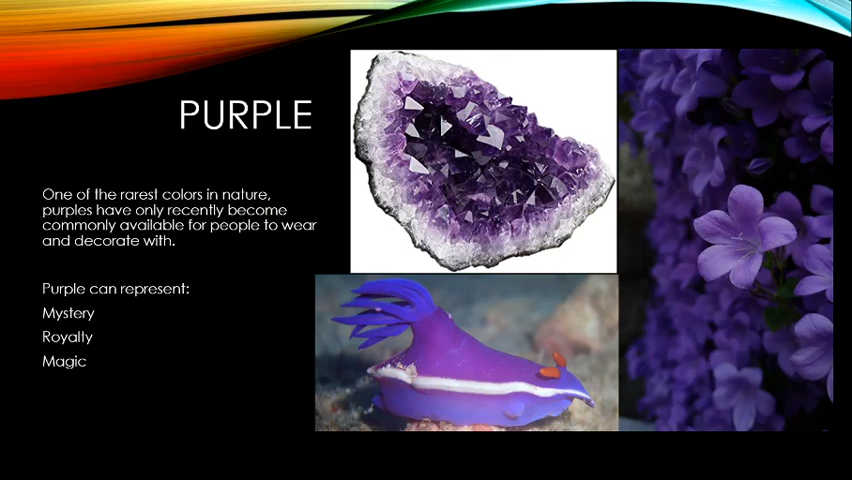 PURPLE
One of the rarest colors in nature,
purples have only recently become
commonly available for people to wear
and decorate with.
Purple can represent:
Mystery
Royally
Magic